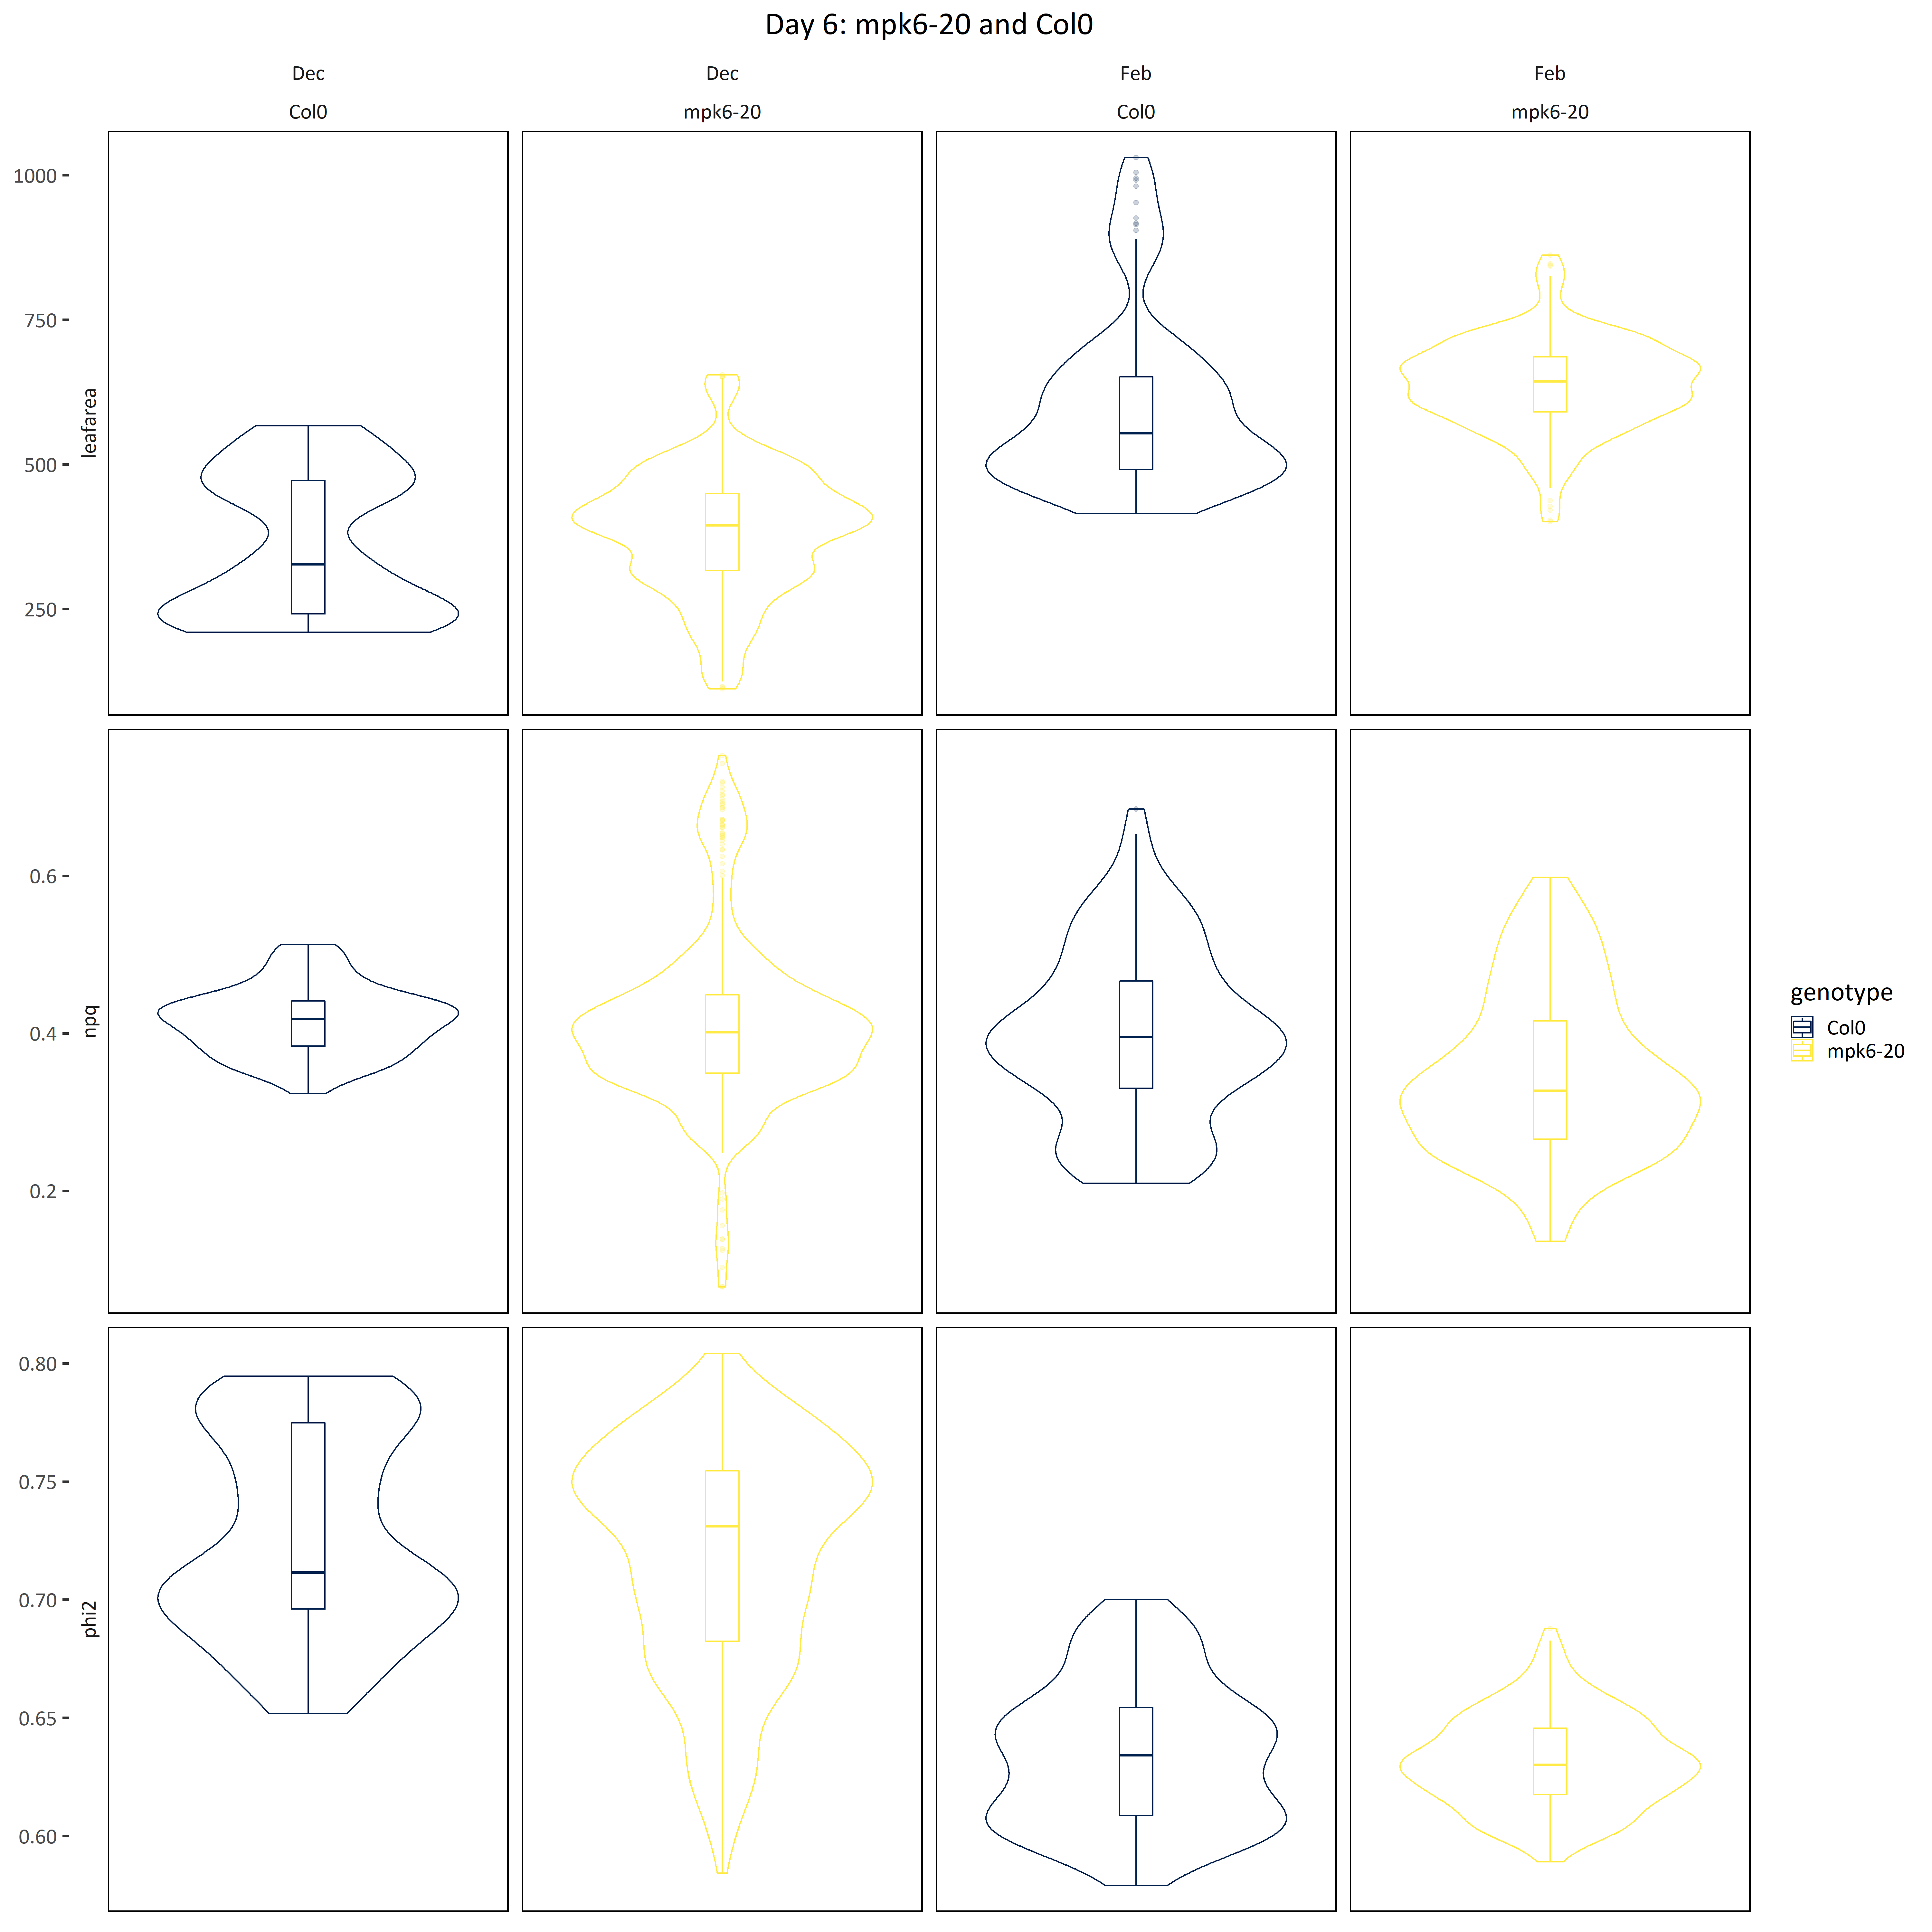 Day 6: mpk6-20 and Col0
Dec
Dec
Feb
Feb
Col0
mpk6-20
Col0
mpk6-20
1000
750
500
250
leafarea
0.6
0.4
0.2
npq
0.80
0.75
0.70
0.65
0.60
phi2
genotype
Col0
mpk6-20